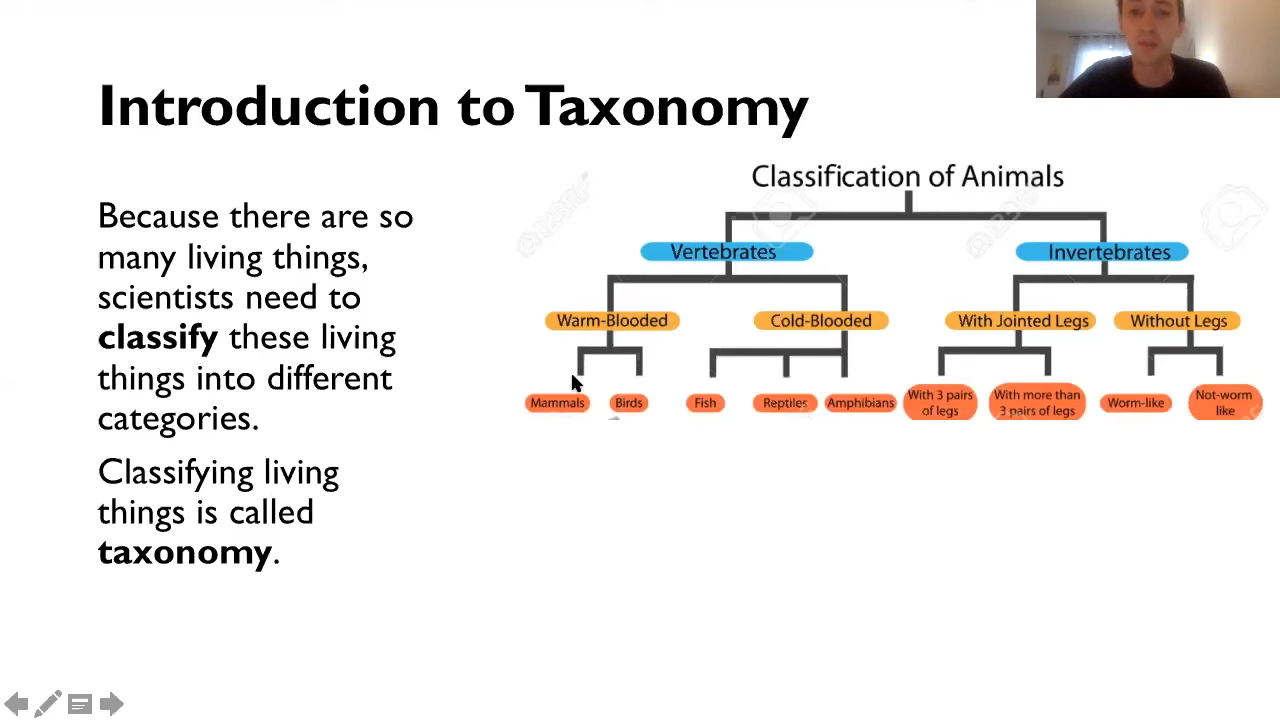 Introduction to Taxonomy
Because there are so
many living things,
scientists need to
classify these living
things into different
categories.
Classifying living
things is called
taxonomy.
Classification of Animals
Vertebrates
Invertebrates
Warm-Blooded
Cold-Blooded
With Jointed Legs
Without Legs
Mammals
Birds
Fish
Reptiles
Amphibians
With 3 pairs
of legs
With more than
3 pairs of legs
Worm-like
Not-worm
like